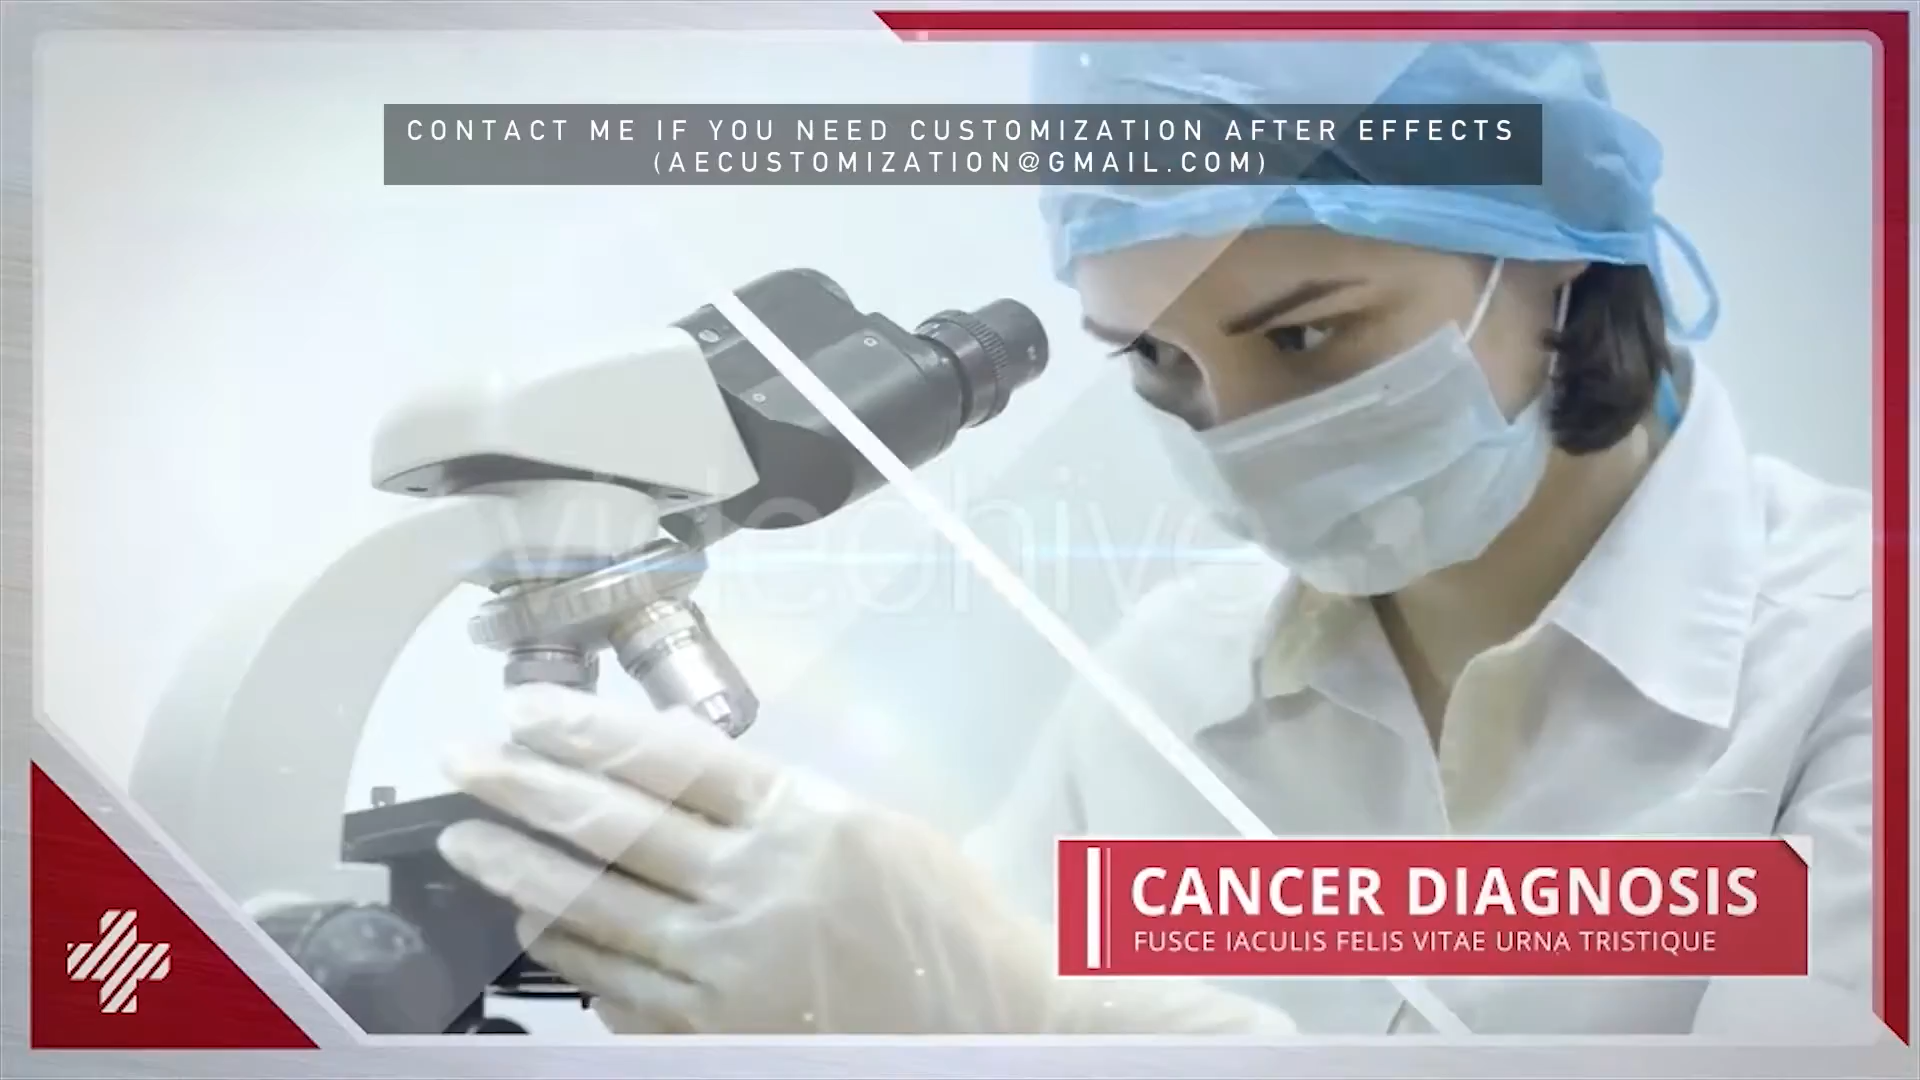 CONTACT ME IF YOU NEED CUSTOMIZATION AFTER EFFECTS
(AECUSTOMIZATION@GMAIL.COM)
videohive
CANCER DIAGNOSIS
FUSCE IACULIS FELIS VITAE URNA TRISTIQUE